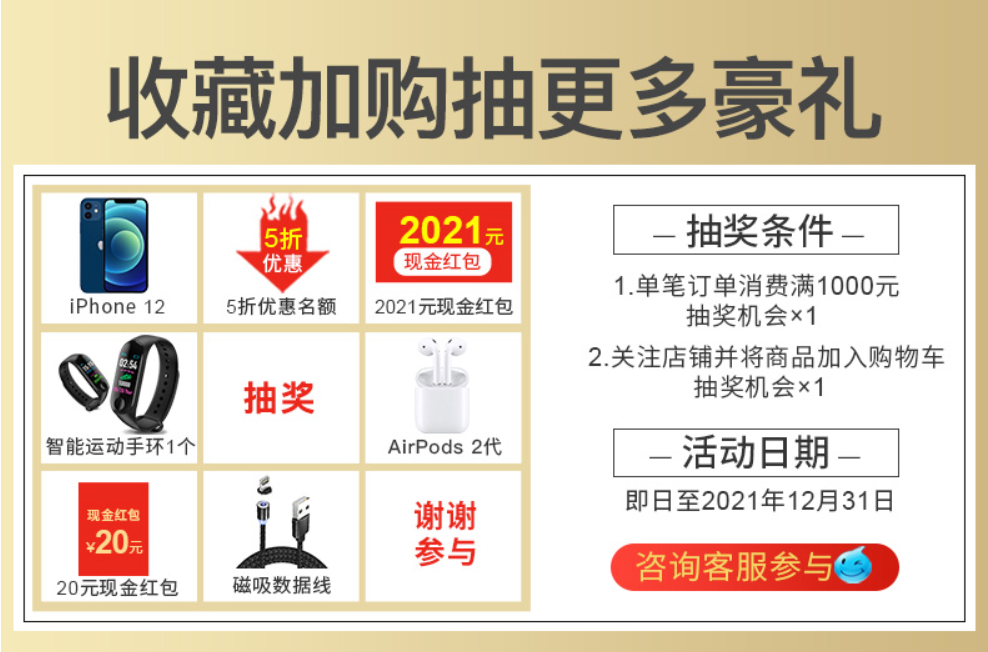 收藏加购抽更多豪礼
iPhone 12
5折
优惠
5折优惠名额
2021元
现金红包
2021元现金红包
智能运动手环1个
抽奖
AirPods 2代
现金红包
¥20元
20元现金红包
磁吸数据线
谢谢
参与
— 抽奖条件 —
1.单笔订单消费满1000元
抽奖机会×1
2.关注店铺并将商品加入购物车
抽奖机会×1
— 活动日期 —
即日至2021年12月31日
咨询客服参与